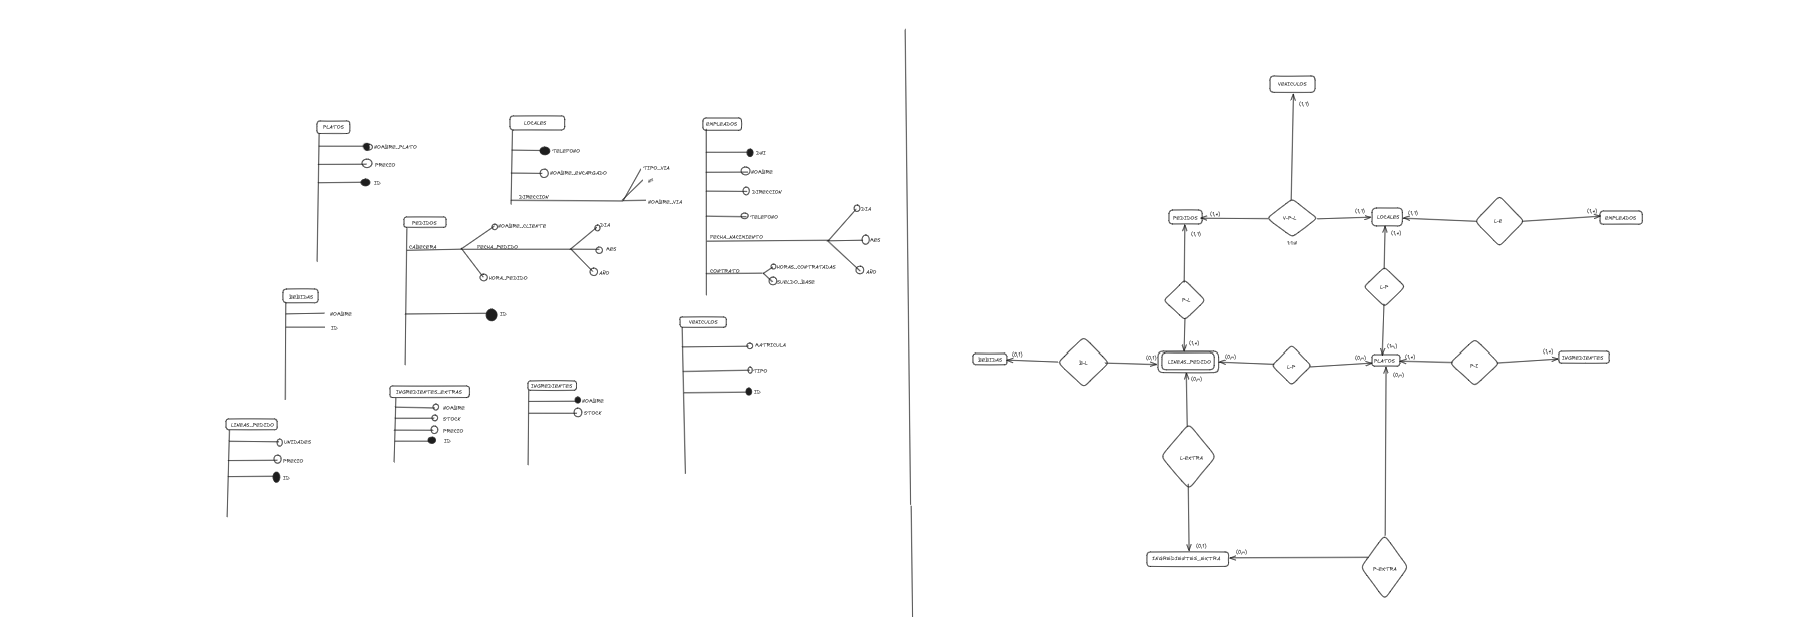 PLATOS
NOMBRE_PLATO
PRECIO
ID
LOCALES
TELEFONO
NOMBRE_ENCARGADO
DIRECCION
TIPO_VIA
Nº
NOMBRE_VIA
EMPLEADOS
DNI
NOMBRE
DIRECCION
TELEFONO
FECHA_NACIMIENTO
DIA
MES
AÑO
CONTRATO
HORAS_CONTRATADAS
SUELDO_BASE
PEDIDOS
CABECERA
NOMBRE_CLIENTE
FECHA_PEDIDO
DIA
MES
AÑO
HORA_PEDIDO
ID
BEBIDAS
NOMBRE
ID
VEHICULOS
MATRICULA
TIPO
ID
INGREDIENTES_EXTRAS
NOMBRE
STOCK
PRECIO
ID
INGREDIENTES
NOMBRE
STOCK
LINEAS_PEDIDO
UNIDADES
PRECIO
ID
VEHICULOS
(1,1)
PEDIDOS
(1,n)
V-P-L
1:1:N
(1,1)
LOCALES
(1,1)
L-E
(1,n)
EMPLEADOS
(1,1)
(1,n)
P-L
L-P
(1,n)
(1,n)
BEBIDAS
(0,1)
B-L
(0,1)
LINEAS_PEDIDO
(0,n)
L-P
(0,n)
PLATOS
(1,n)
P-I
(1,n)
INGREDIENTES
(0,n)
(0,n)
L-EXTRA
(0,1)
INGREDIENTES_EXTRA
(0,n)
P-EXTRA